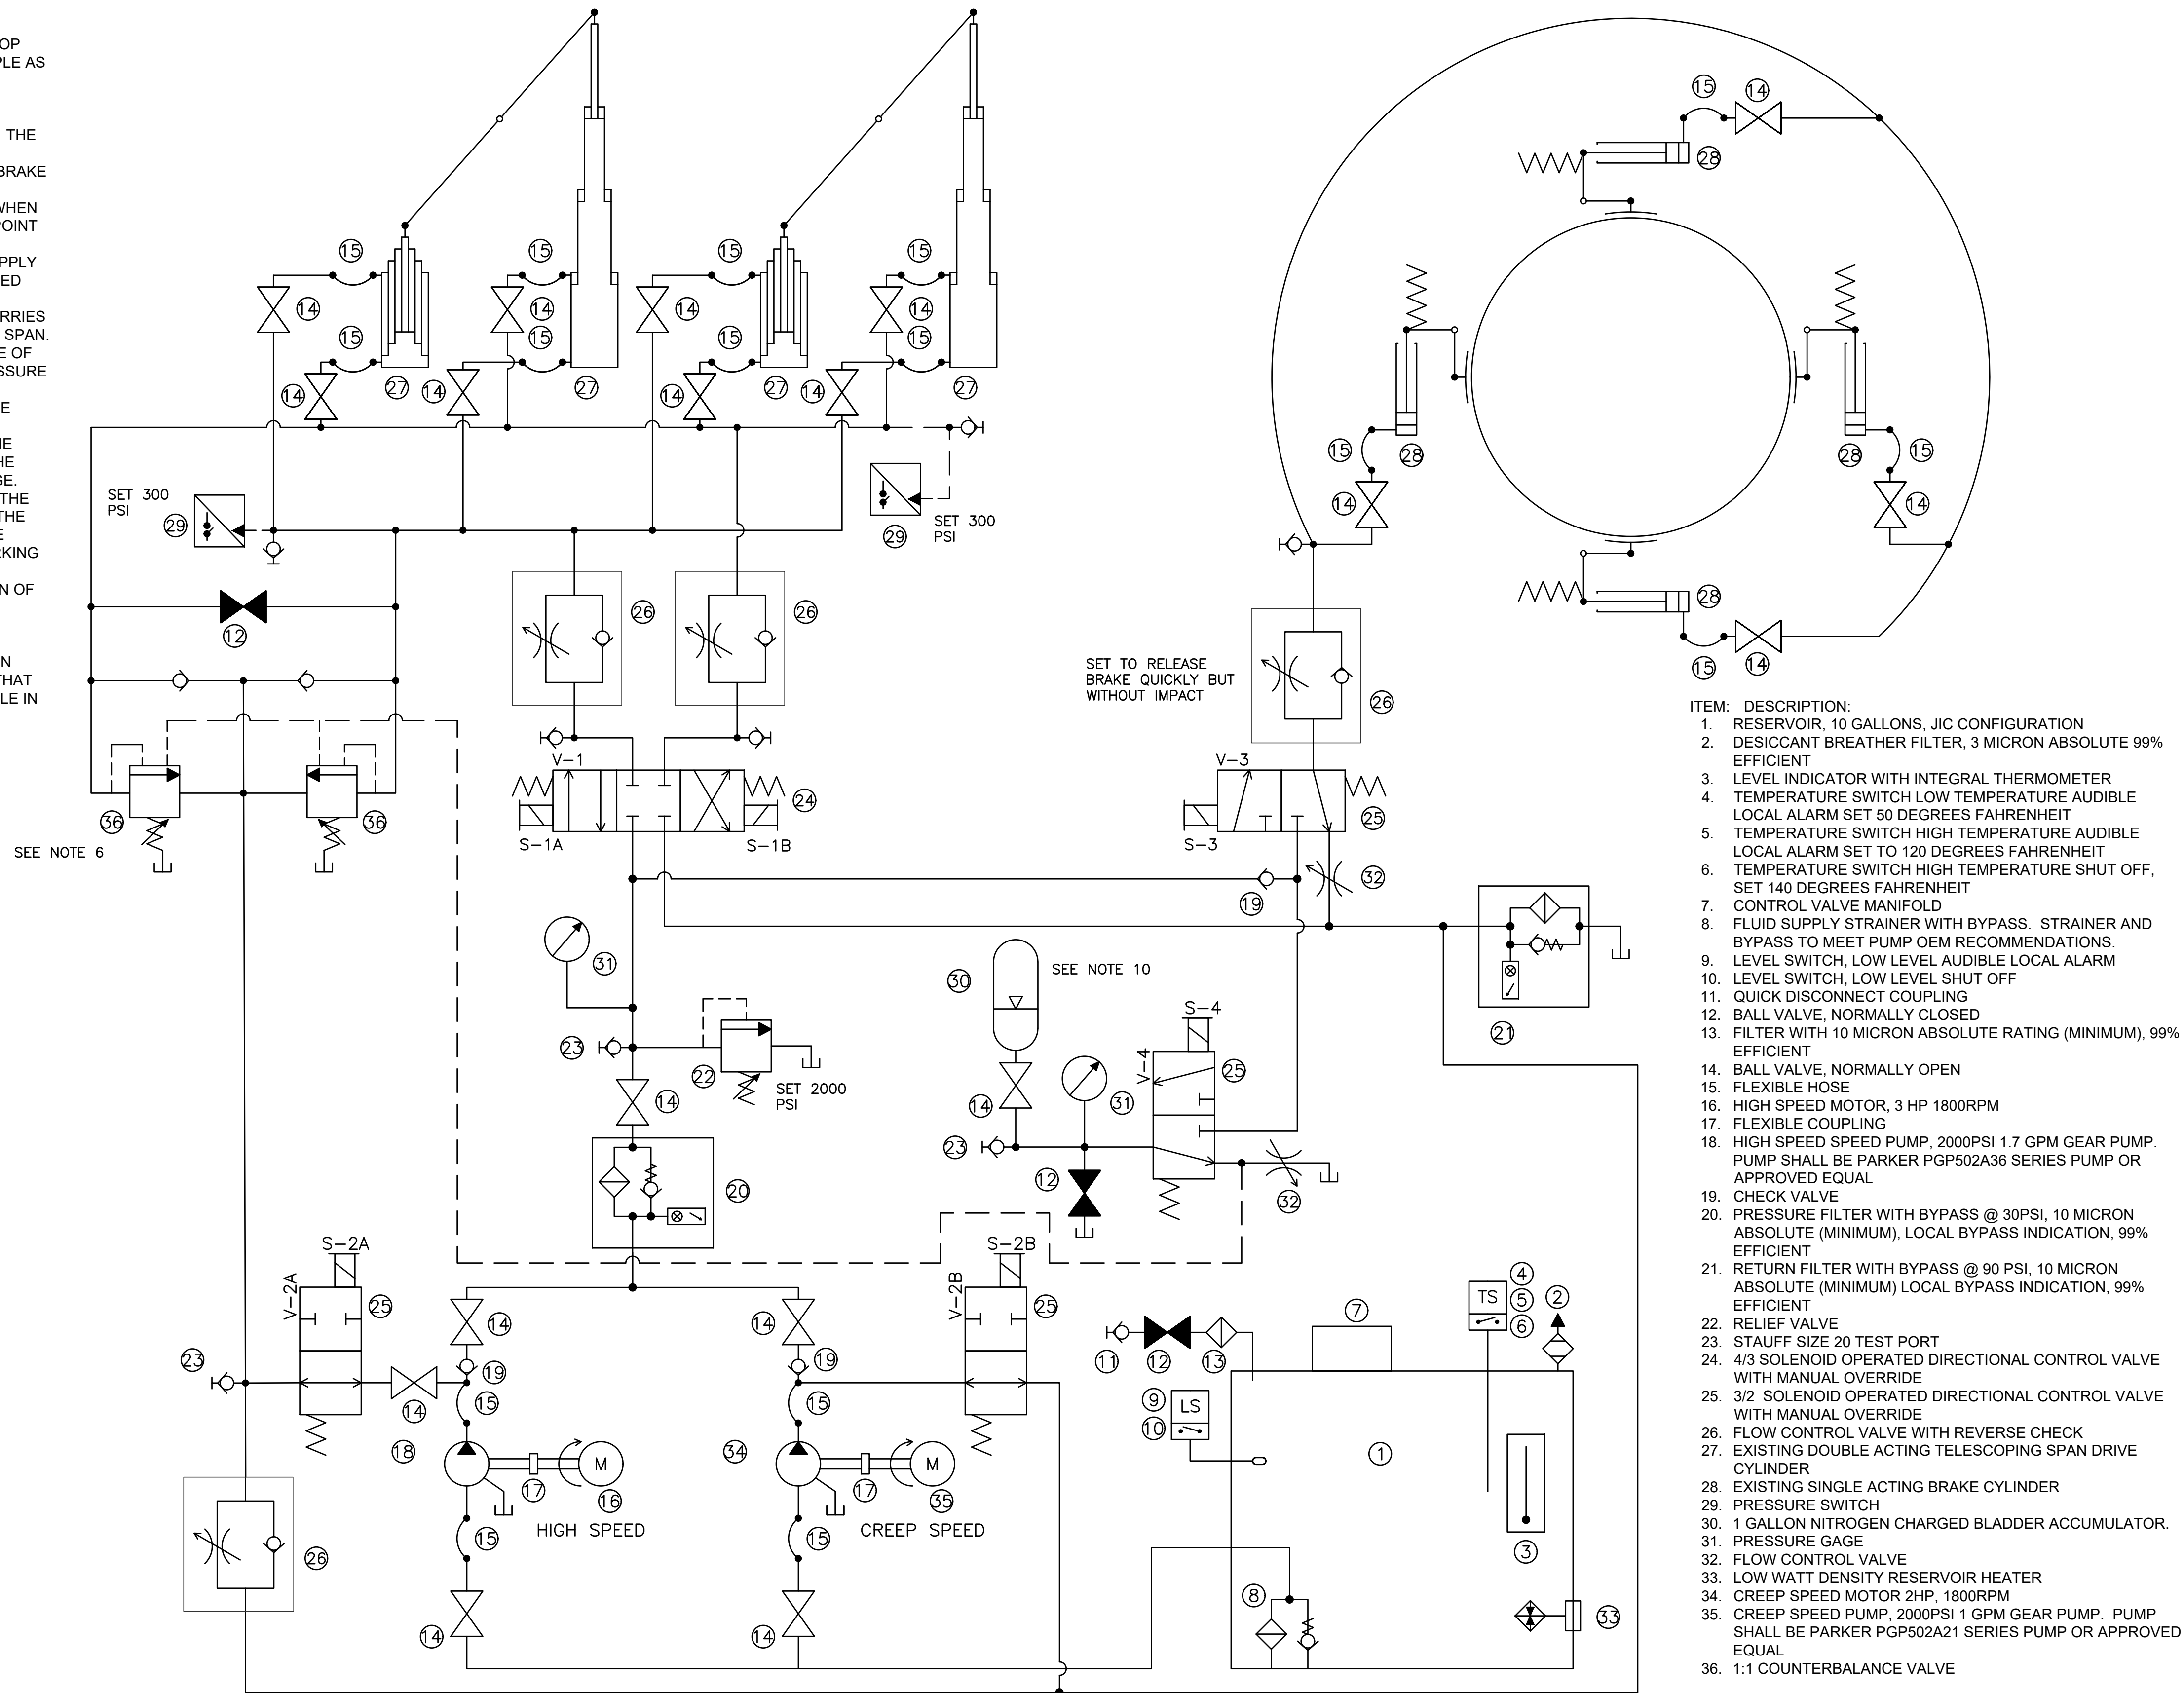 OP
PLE AS
THE
BRAKE
WHEN
POINT
PPLY
ED
RRIES
SPAN.
E OF
SSURE
E
HE
HE
GE.
THE
THE
E
RKING
N OF
N
THAT
LE IN
15
14
28
15
15
15
15
14
14
14
14
15
15
15
15
14
27
14
27
14
27
14
27
15
28
14
28
15
14
SET 300
PSI
29
29
SET 300
PSI
28
15
14
12
26
26
SET TO RELEASE
BRAKE QUICKLY BUT
WITHOUT IMPACT
26
V-1
24
S-1A
S-1B
V-3
25
S-3
36
36
SEE NOTE 6
19
32
31
30
SEE NOTE 10
21
23
22
SET 2000
PSI
14
S-4
V-4
25
14
31
23
12
32
20
S-2A
V-2A
25
14
19
23
14
15
18
M
17
16
HIGH SPEED
15
14
26
S-2B
V-2B
25
14
19
15
34
M
17
35
CREEP SPEED
15
14
11
12
13
7
TS
4
5
6
2
9
10
LS
1
3
8
33
ITEM: DESCRIPTION:
1. RESERVOIR, 10 GALLONS, JIC CONFIGURATION
2. DESICCANT BREATHER FILTER, 3 MICRON ABSOLUTE 99%
EFFICIENT
3. LEVEL INDICATOR WITH INTEGRAL THERMOMETER
4. TEMPERATURE SWITCH LOW TEMPERATURE AUDIBLE
LOCAL ALARM SET 50 DEGREES FAHRENHEIT
5. TEMPERATURE SWITCH HIGH TEMPERATURE AUDIBLE
LOCAL ALARM SET TO 120 DEGREES FAHRENHEIT
6. TEMPERATURE SWITCH HIGH TEMPERATURE SHUT OFF,
SET 140 DEGREES FAHRENHEIT
7. CONTROL VALVE MANIFOLD
8. FLUID SUPPLY STRAINER WITH BYPASS. STRAINER AND
BYPASS TO MEET PUMP OEM RECOMMENDATIONS.
9. LEVEL SWITCH, LOW LEVEL AUDIBLE LOCAL ALARM
10. LEVEL SWITCH, LOW LEVEL SHUT OFF
11. QUICK DISCONNECT COUPLING
12. BALL VALVE, NORMALLY CLOSED
13. FILTER WITH 10 MICRON ABSOLUTE RATING (MINIMUM), 99%
EFFICIENT
14. BALL VALVE, NORMALLY OPEN
15. FLEXIBLE HOSE
16. HIGH SPEED MOTOR, 3 HP 1800RPM
17. FLEXIBLE COUPLING
18. HIGH SPEED SPEED PUMP, 2000PSI 1.7 GPM GEAR PUMP.
PUMP SHALL BE PARKER PGP502A36 SERIES PUMP OR
APPROVED EQUAL
19. CHECK VALVE
20. PRESSURE FILTER WITH BYPASS @ 30PSI, 10 MICRON
ABSOLUTE (MINIMUM), LOCAL BYPASS INDICATION, 99%
EFFICIENT
21. RETURN FILTER WITH BYPASS @ 90 PSI, 10 MICRON
ABSOLUTE (MINIMUM) LOCAL BYPASS INDICATION, 99%
EFFICIENT
22. RELIEF VALVE
23. STAUFF SIZE 20 TEST PORT
24. 4/3 SOLENOID OPERATED DIRECTIONAL CONTROL VALVE
WITH MANUAL OVERRIDE
25. 3/2 SOLENOID OPERATED DIRECTIONAL CONTROL VALVE
WITH MANUAL OVERRIDE
26. FLOW CONTROL VALVE WITH REVERSE CHECK
27. EXISTING DOUBLE ACTING TELESCOPING SPAN DRIVE
CYLINDER
28. EXISTING SINGLE ACTING BRAKE CYLINDER
29. PRESSURE SWITCH
30. 1 GALLON NITROGEN CHARGED BLADDER ACCUMULATOR.
31. PRESSURE GAGE
32. FLOW CONTROL VALVE
33. LOW WATT DENSITY RESERVOIR HEATER
34. CREEP SPEED MOTOR 2HP, 1800RPM
35. CREEP SPEED PUMP, 2000PSI 1 GPM GEAR PUMP. PUMP
SHALL BE PARKER PGP502A21 SERIES PUMP OR APPROVED
EQUAL
36. 1:1 COUNTERBALANCE VALVE